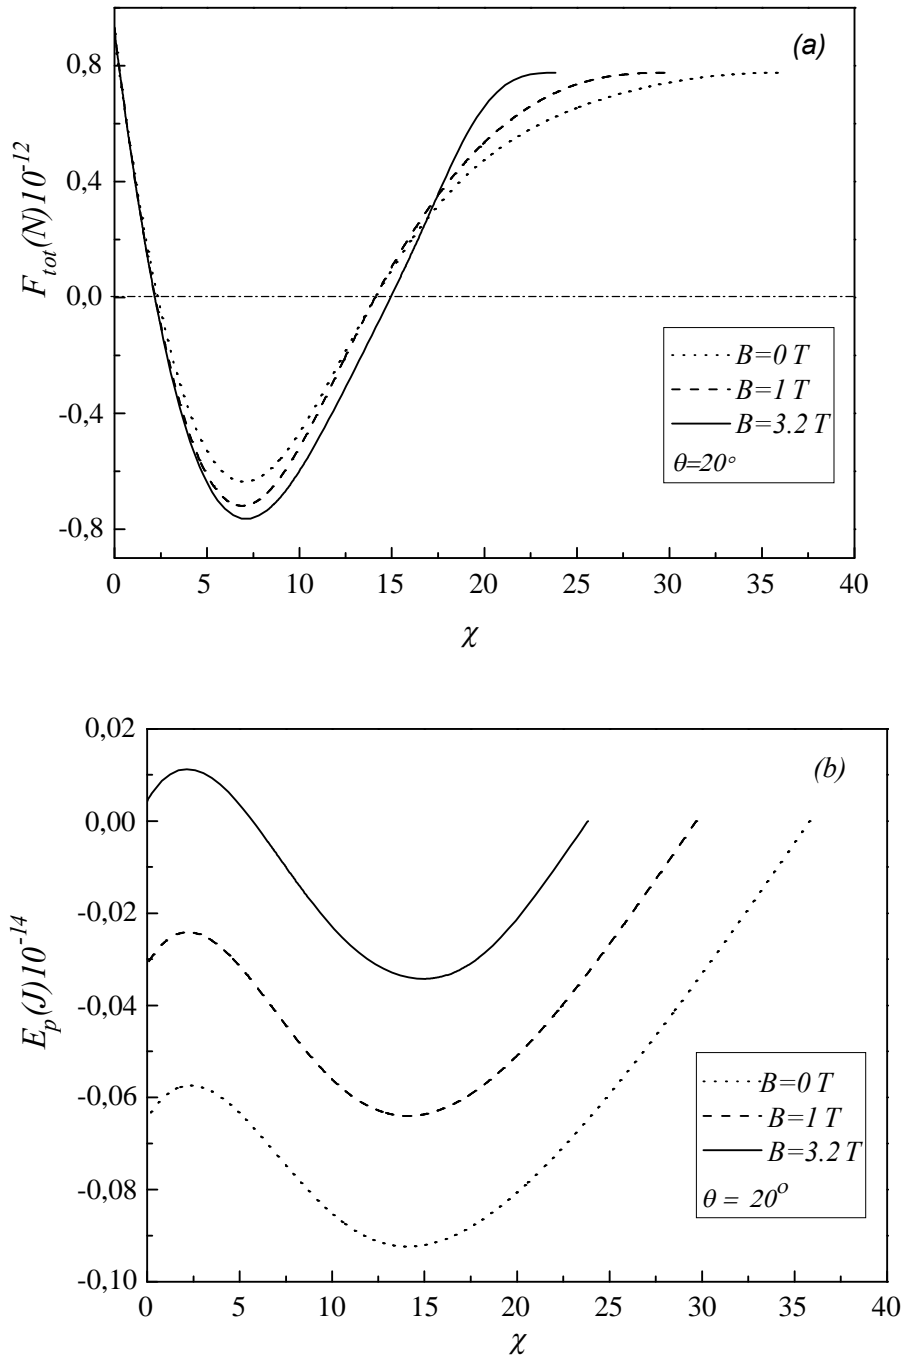 (a)
0,8
0,4
0,0
-0,4
-0,8
F_tot(N)10^-12
B=0 T
B=1 T
B=3.2 T
θ=20°
0 5 10 15 20 25 30 35 40
χ
(b)
0,02
0,00
-0,02
-0,04
-0,06
-0,08
-0,10
E_p(J)10^-14
B=0 T
B=1 T
B=3.2 T
θ = 20^o
0 5 10 15 20 25 30 35 40
χ